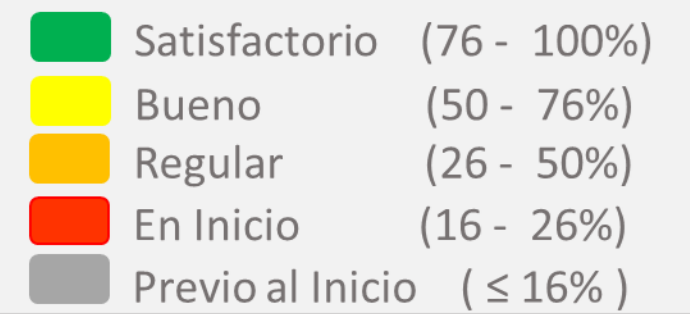 Satisfactorio (76 - 100%)
Bueno (50 - 76%)
Regular (26 - 50%)
En Inicio (16 - 26%)
Previo al Inicio ( ≤ 16% )